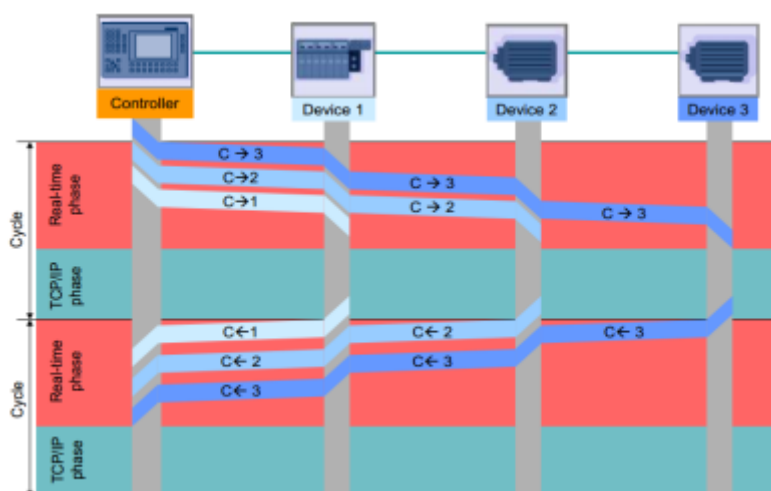 Controller
Device 1
Device 2
Device 3
Cycle
Real-time
phase
C → 3
C→2
C→1
C → 3
C → 2
C → 3
TCP/IP
phase
Cycle
Real-time
phase
C←1
C← 2
C← 3
C← 2
C← 3
C← 3
TCP/IP
phase